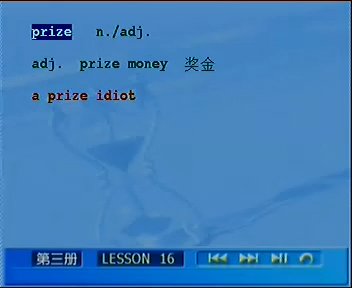 prize n./adj.
adj. prize money 奖金
a prize idiot
第三册 LESSON 16